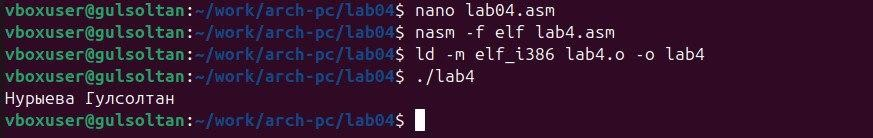 vboxuser@gulsoltan:~/work/arch-pc/lab04$ nano lab04.asm
vboxuser@gulsoltan:~/work/arch-pc/lab04$ nasm -f elf lab4.asm
vboxuser@gulsoltan:~/work/arch-pc/lab04$ ld -m elf_i386 lab4.o -o lab4
vboxuser@gulsoltan:~/work/arch-pc/lab04$ ./lab4
Нурыева Гулсолтан
vboxuser@gulsoltan:~/work/arch-pc/lab04$